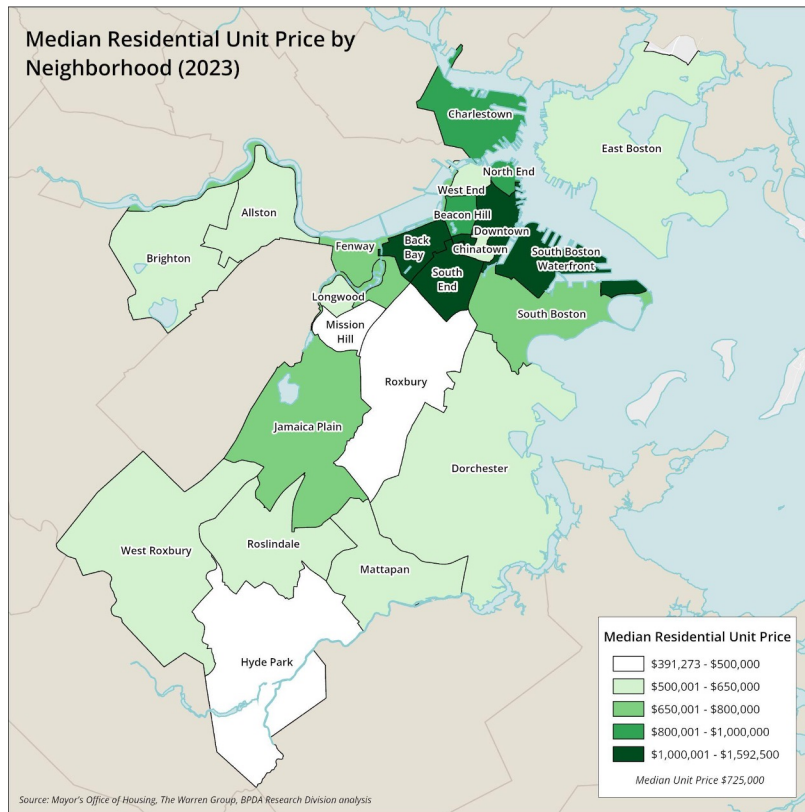 Median Residential Unit Price by
Neighborhood (2023)
Charlestown
East Boston
North End
West End
Allston
Beacon Hill
Downtown
Fenway
Back
Bay
Chinatown
South Boston
Waterfront
Brighton
South
End
Longwood
South Boston
Mission
Hill
Roxbury
Jamaica Plain
Dorchester
West Roxbury
Roslindale
Mattapan
Hyde Park
Median Residential Unit Price
$391,273 - $500,000
$500,001 - $650,000
$650,001 - $800,000
$800,001 - $1,000,000
$1,000,001 - $1,592,500
Median Unit Price $725,000
Source: Mayor's Office of Housing, The Warren Group, BPDA Research Division analysis